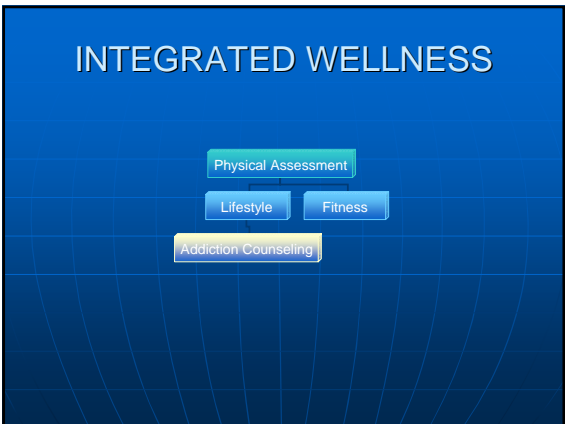 INTEGRATED WELLNESS
Physical Assessment
Lifestyle Fitness
Addiction Counseling